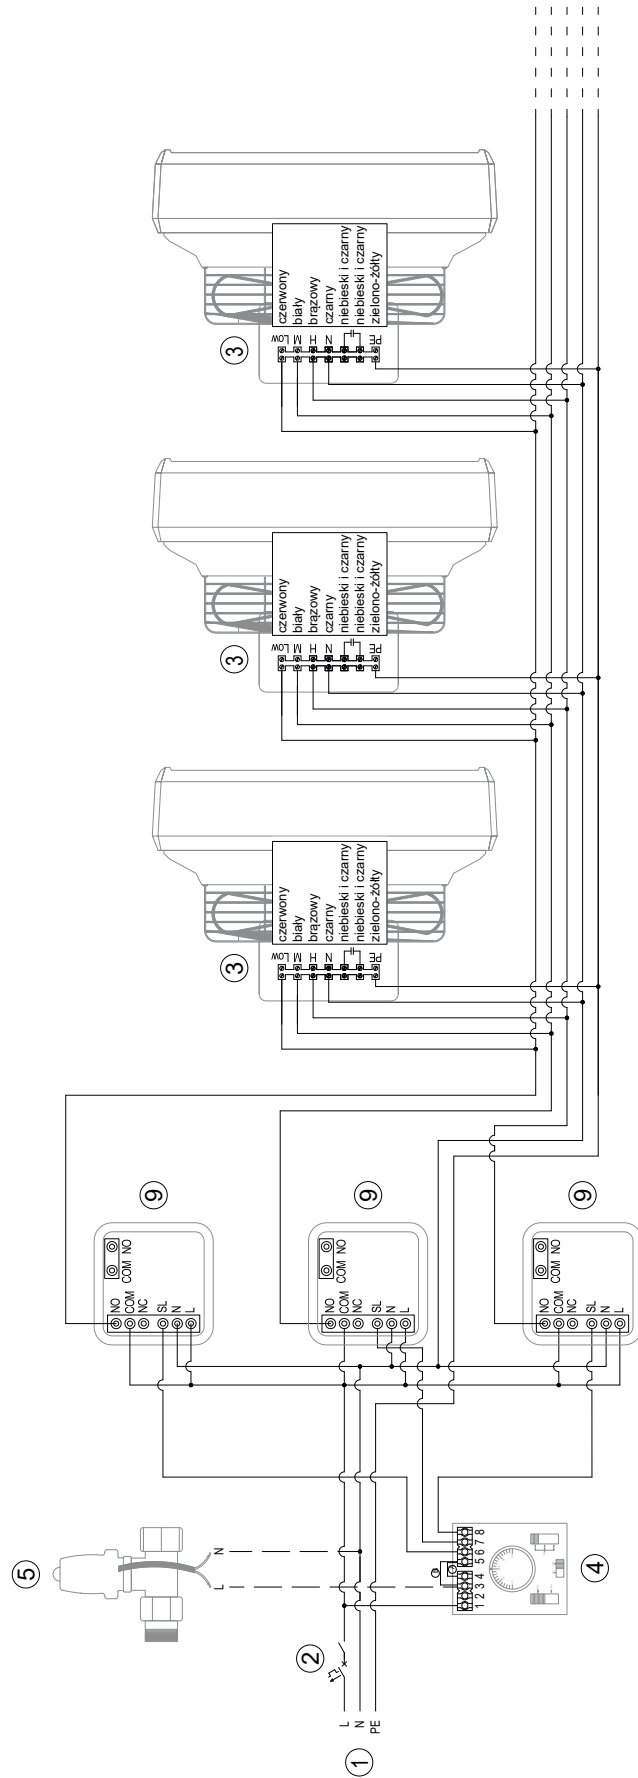 czerwony
biały
brązowy
czarny
niebieski i czarny
niebieski i czarny
zielono-żółty
Low
M
H
N
PE
3
czerwony
biały
brązowy
czarny
niebieski i czarny
niebieski i czarny
zielono-żółty
Low
M
H
N
PE
3
czerwony
biały
brązowy
czarny
niebieski i czarny
niebieski i czarny
zielono-żółty
Low
M
H
N
PE
3
9
COM NO
NO
COM
NC
SL
N
L
9
COM NO
NO
COM
NC
SL
N
L
9
COM NO
NO
COM
NC
SL
N
L
5
N
L
1 2 3 4 5 6 7 8
4
2
L
N
PE
1